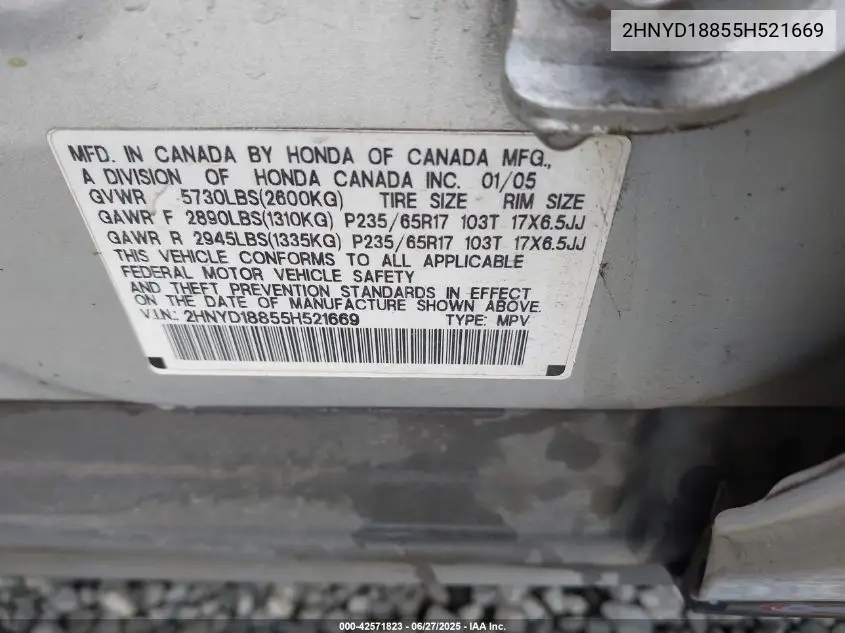 2HNYD18855H521669
MFD. IN CANADA BY HONDA OF CANADA MFG.,
A DIVISION OF HONDA CANADA INC. 01/05
GVWR 5730LBS(2600KG) TIRE SIZE RIM SIZE
GAWR F 2890LBS(1310KG) P235/65R17 103T 17X6.5JJ
GAWR R 2945LBS(1335KG) P235/65R17 103T 17X6.5JJ
THIS VEHICLE CONFORMS TO ALL APPLICABLE
FEDERAL MOTOR VEHICLE SAFETY
AND THEFT PREVENTION STANDARDS IN EFFECT
ON THE DATE OF MANUFACTURE SHOWN ABOVE.
V.I.N.: 2HNYD18855H521669 TYPE: MPV
000-42571823 - 06/27/2025 - IAA Inc.